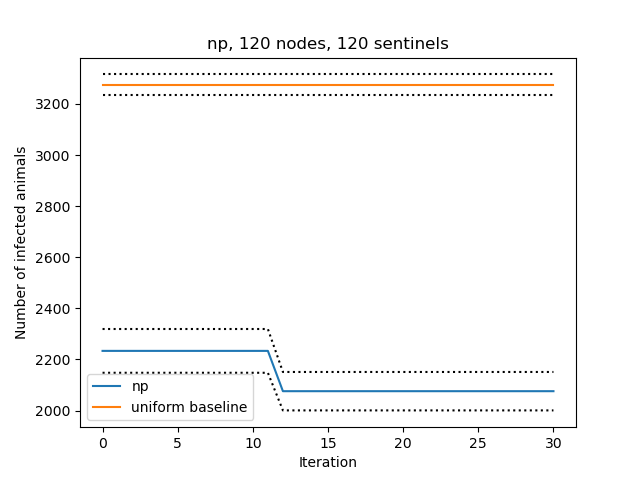 np, 120 nodes, 120 sentinels
Number of infected animals
3200
3000
2800
2600
2400
2200
2000
np
uniform baseline
0 5 10 15 20 25 30
Iteration